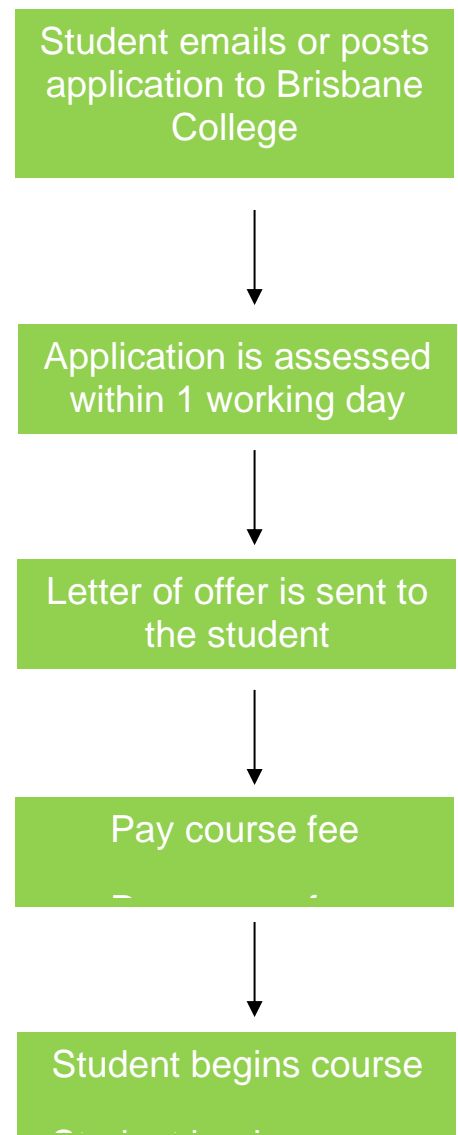 Student emails or posts
application to Brisbane
College
Application is assessed
within 1 working day
Letter of offer is sent to
the student
Pay course fee
Student begins course